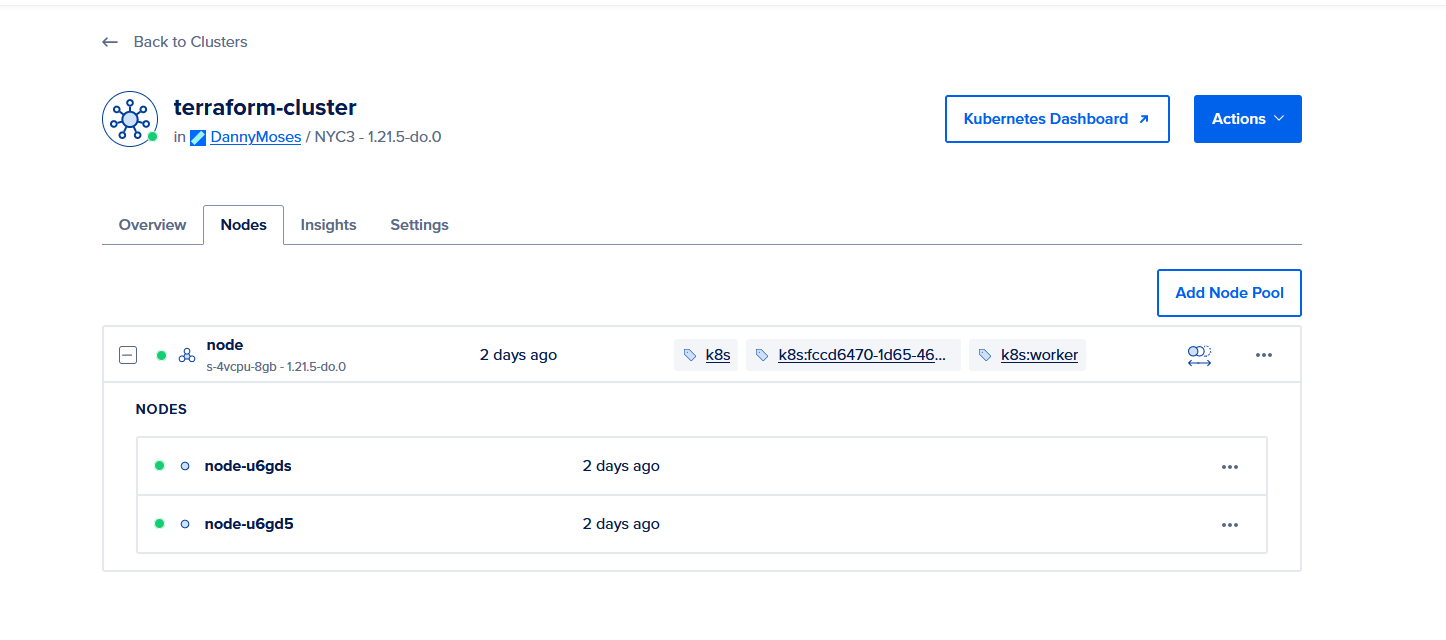 ← Back to Clusters
terraform-cluster
in DannyMoses / NYC3 - 1.21.5-do.0
Kubernetes Dashboard
Actions
Overview Nodes Insights Settings
Add Node Pool
node
s-4vcpu-8gb - 1.21.5-do.0
2 days ago
k8s
k8s:fccd6470-1d65-46...
k8s:worker
NODES
node-u6gds 2 days ago
node-u6gd5 2 days ago